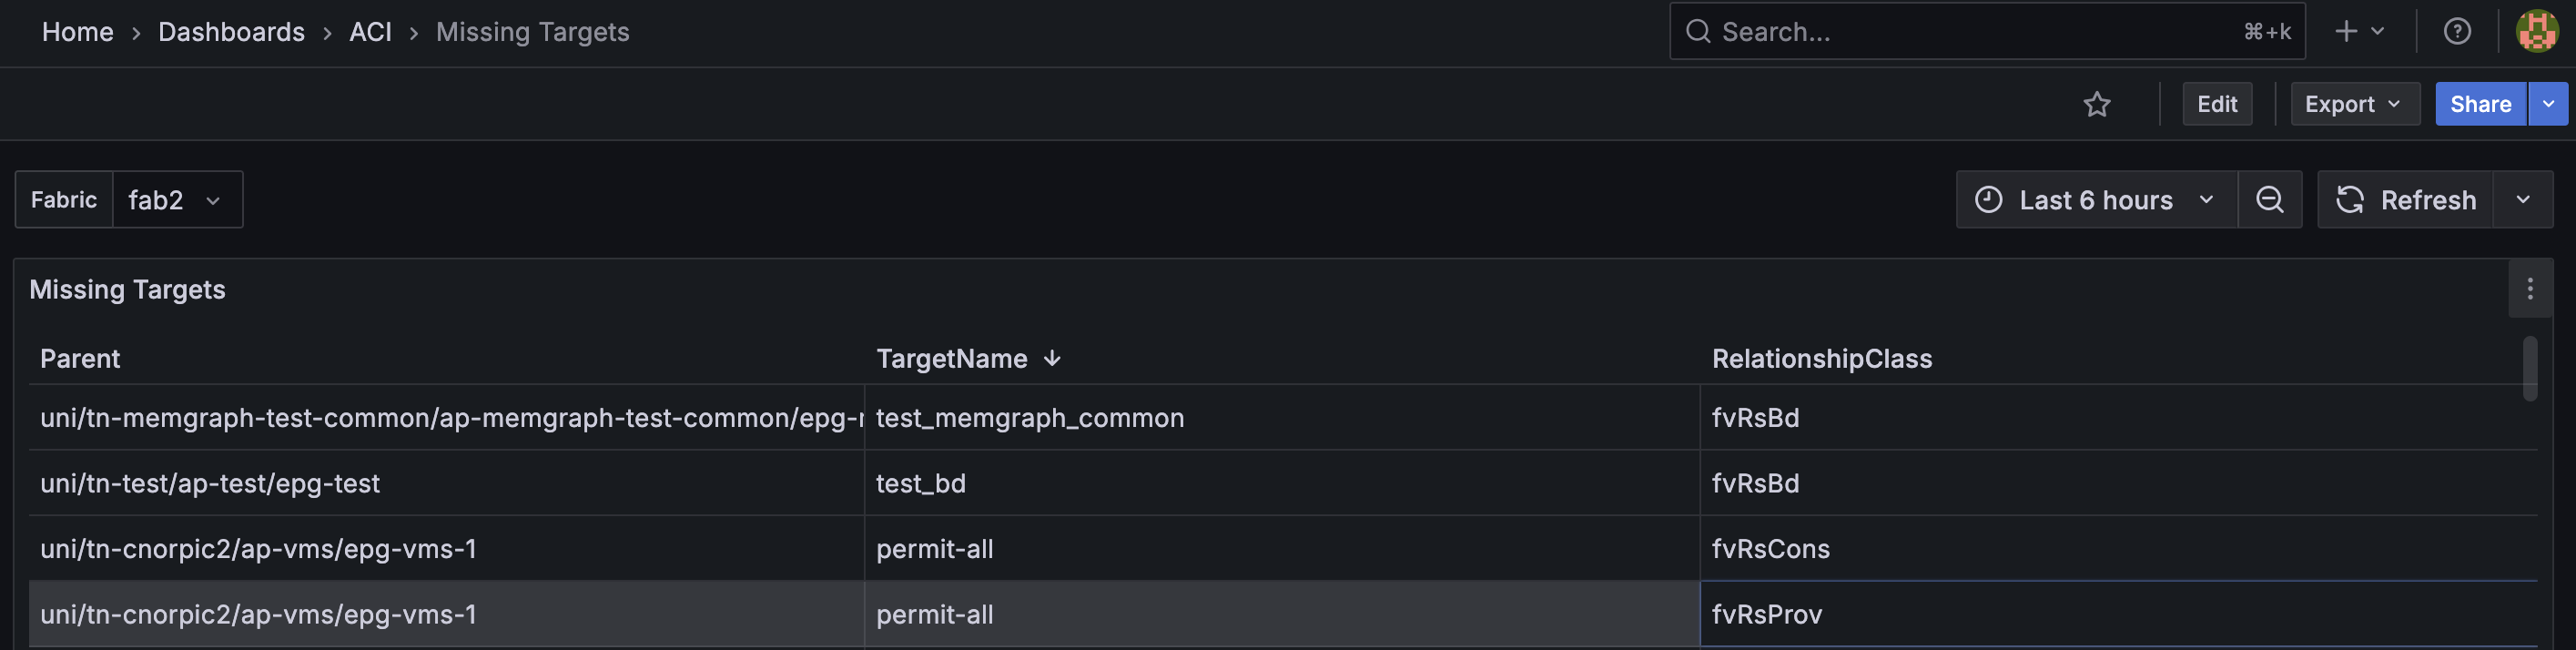 Home > Dashboards > ACI > Missing Targets
Search... ⌘+k
Edit Export Share
Fabric fab2 Last 6 hours Refresh
Missing Targets
Parent TargetName ↓ RelationshipClass
uni/tn-memgraph-test-common/ap-memgraph-test-common/epg- test_memgraph_common fvRsBd
uni/tn-test/ap-test/epg-test test_bd fvRsBd
uni/tn-cnorpic2/ap-vms/epg-vms-1 permit-all fvRsCons
uni/tn-cnorpic2/ap-vms/epg-vms-1 permit-all fvRsProv